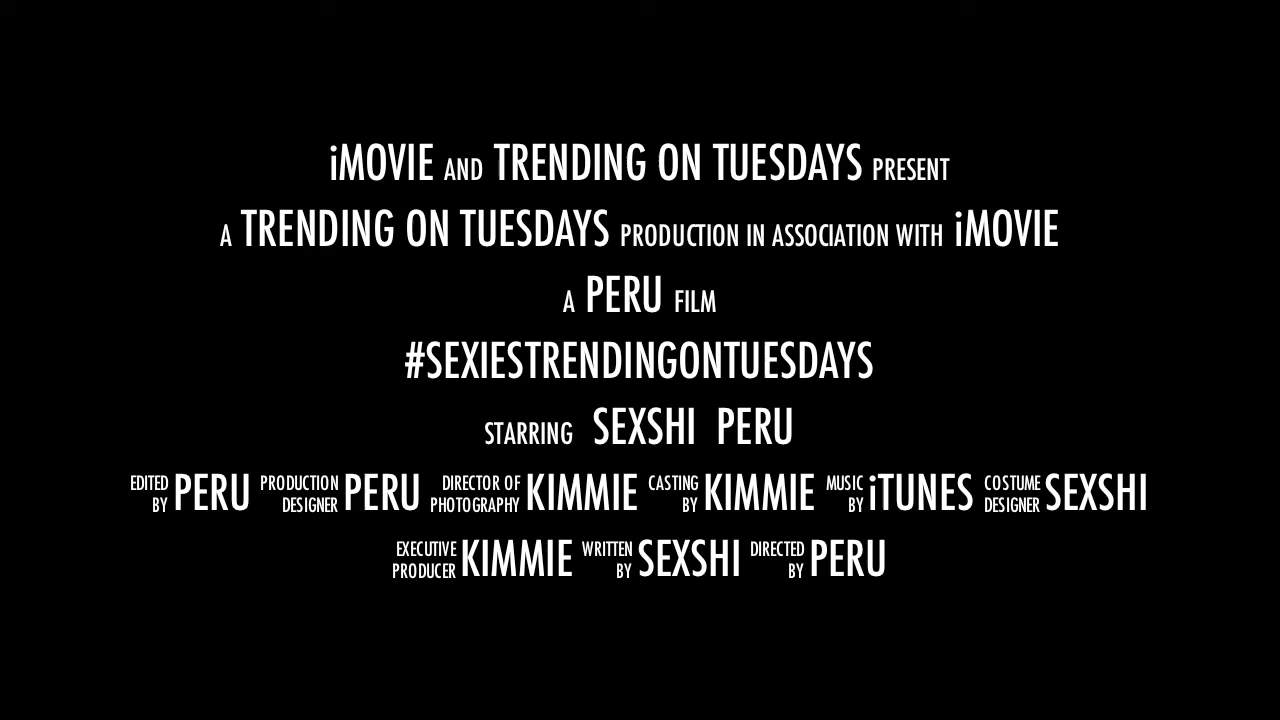 iMOVIE AND TRENDING ON TUESDAYS PRESENT
A TRENDING ON TUESDAYS PRODUCTION IN ASSOCIATION WITH iMOVIE
A PERU FILM
#SEXIESTRENDINGONTUESDAYS
STARRING SEXSHI PERU
EDITED BY PERU PRODUCTION DESIGNER PERU DIRECTOR OF PHOTOGRAPHY KIMMIE CASTING BY KIMMIE MUSIC BY iTUNES COSTUME DESIGNER SEXSHI
EXECUTIVE PRODUCER KIMMIE WRITTEN BY SEXSHI DIRECTED BY PERU